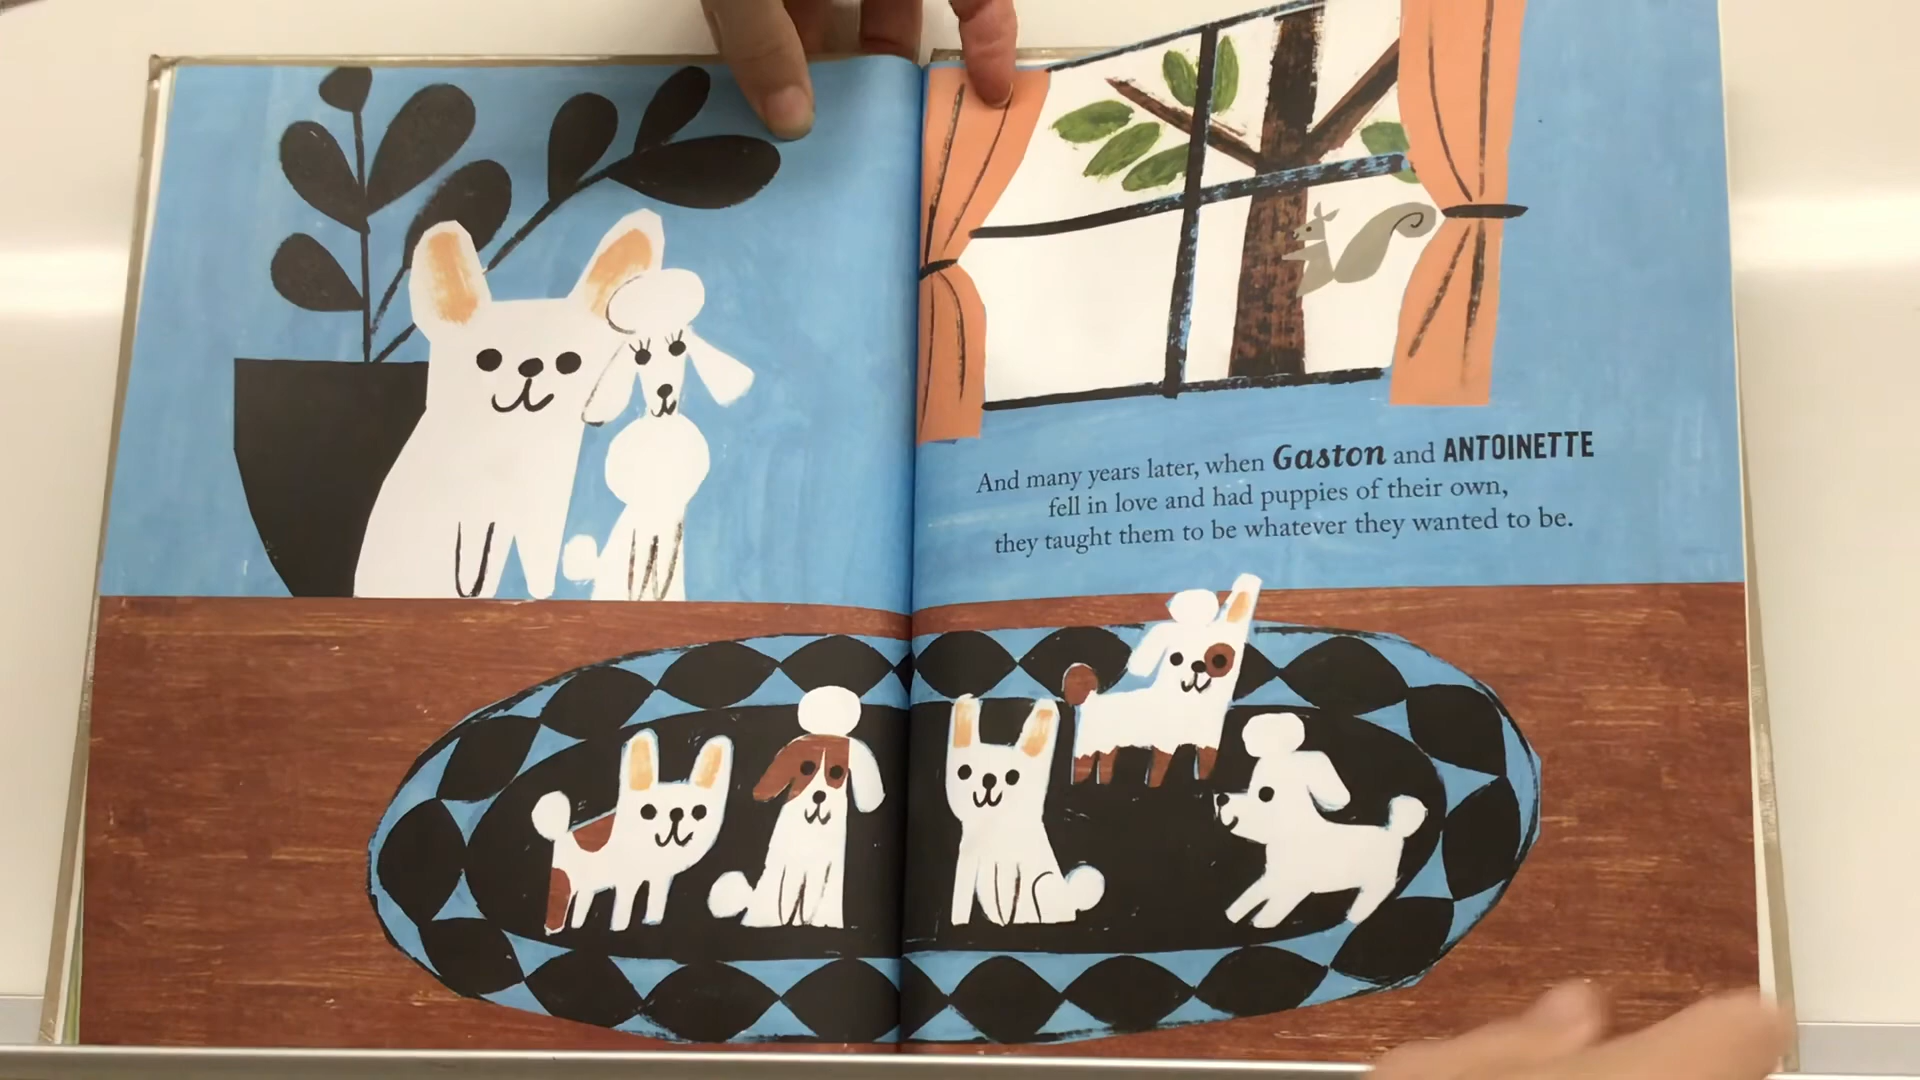 And many years later, when Gaston and ANTOINETTE
fell in love and had puppies of their own,
they taught them to be whatever they wanted to be.